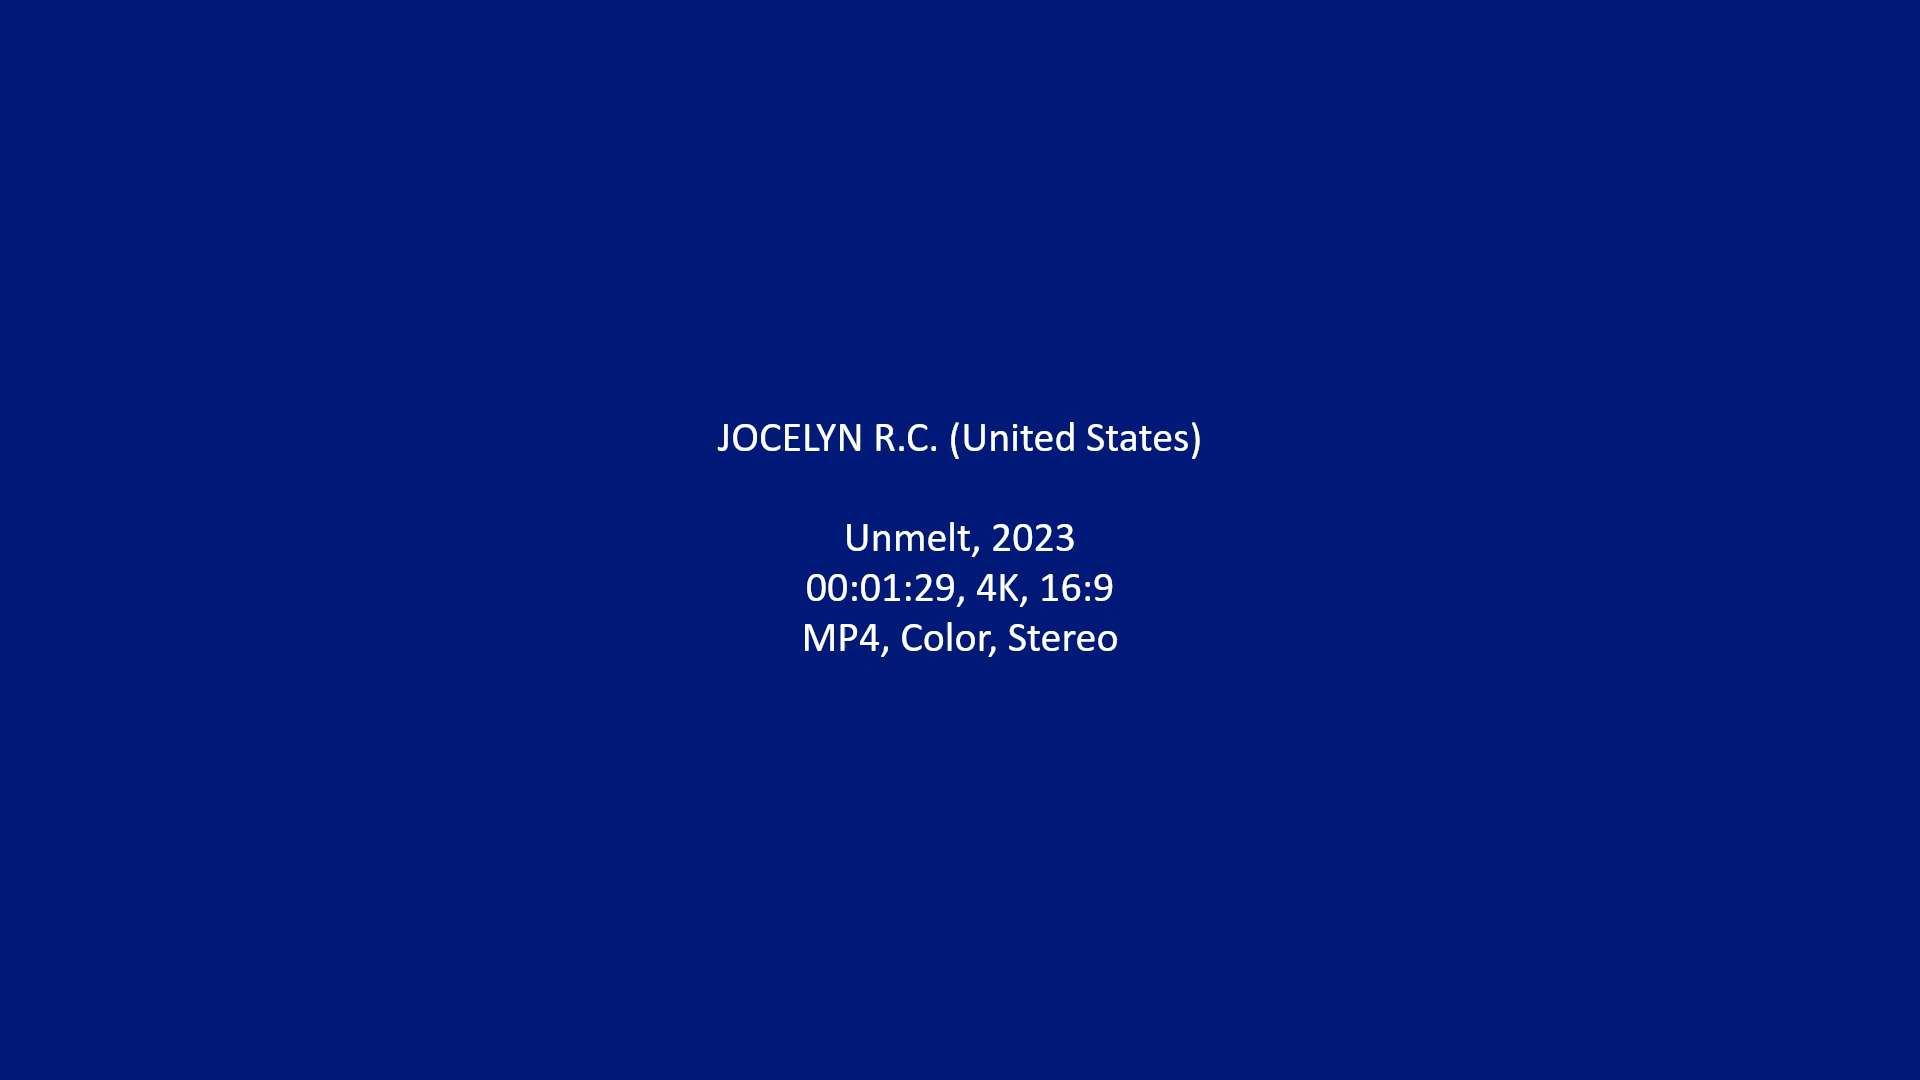 JOCELYN R.C. (United States)
Unmelt, 2023
00:01:29, 4K, 16:9
MP4, Color, Stereo